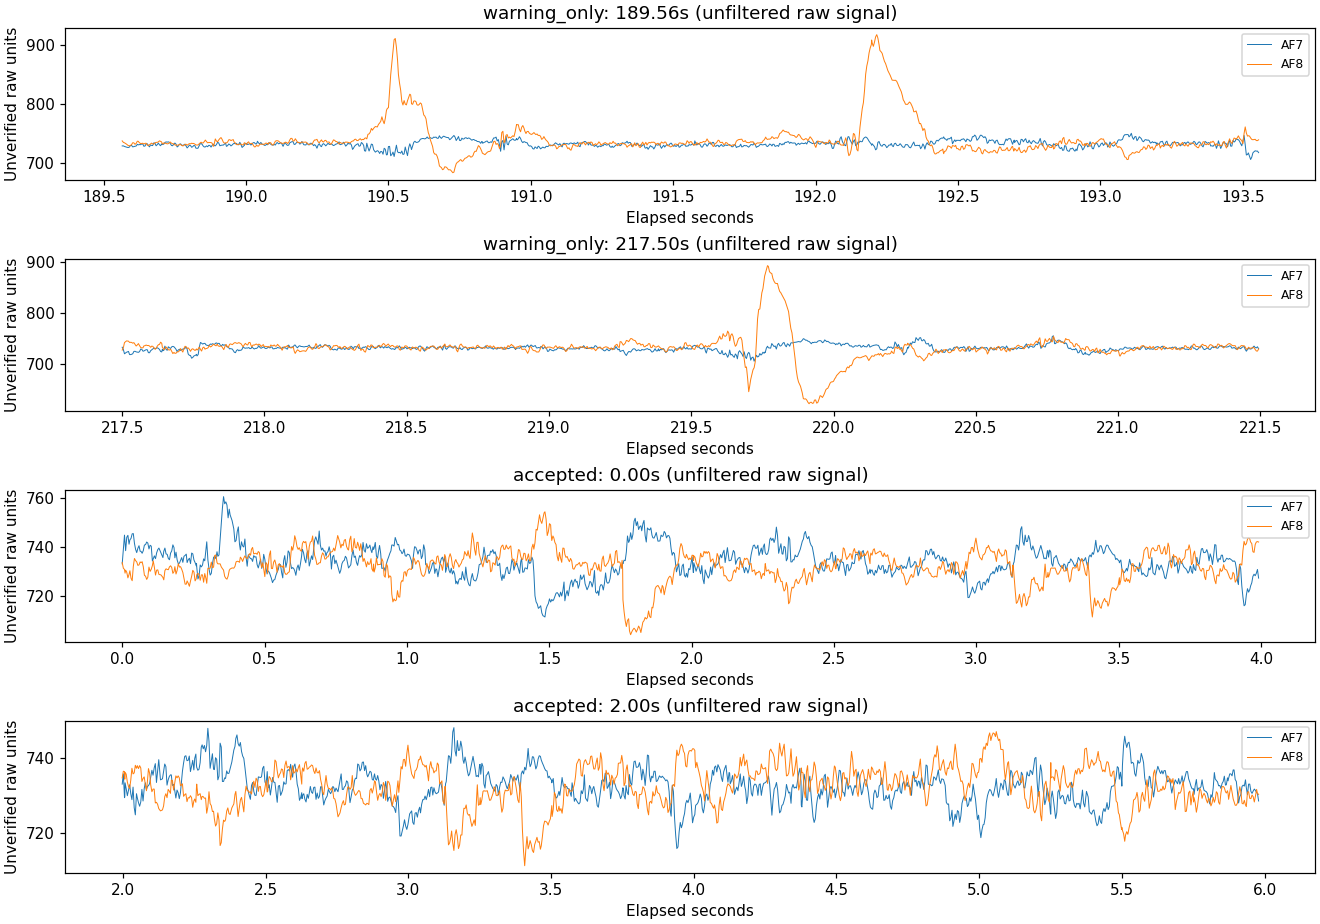 warning_only: 189.56s (unfiltered raw signal)
Unverified raw units
900
800
700
AF7
AF8
189.5 190.0 190.5 191.0 191.5 192.0 192.5 193.0 193.5
Elapsed seconds
warning_only: 217.50s (unfiltered raw signal)
Unverified raw units
900
800
700
AF7
AF8
217.5 218.0 218.5 219.0 219.5 220.0 220.5 221.0 221.5
Elapsed seconds
accepted: 0.00s (unfiltered raw signal)
Unverified raw units
760
740
720
AF7
AF8
0.0 0.5 1.0 1.5 2.0 2.5 3.0 3.5 4.0
Elapsed seconds
accepted: 2.00s (unfiltered raw signal)
Unverified raw units
740
720
AF7
AF8
2.0 2.5 3.0 3.5 4.0 4.5 5.0 5.5 6.0
Elapsed seconds